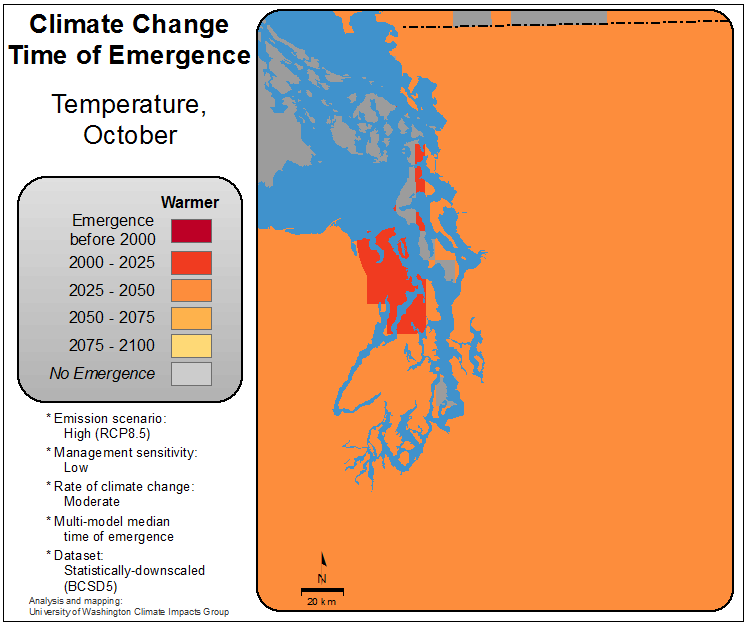 Climate Change
Time of Emergence
Temperature,
October
Warmer
Emergence
before 2000
2000 - 2025
2025 - 2050
2050 - 2075
2075 - 2100
No Emergence
* Emission scenario:
High (RCP8.5)
* Management sensitivity:
Low
* Rate of climate change:
Moderate
* Multi-model median
time of emergence
* Dataset:
Statistically-downscaled
(BCSD5)
Analysis and mapping:
University of Washington Climate Impacts Group
N
20 km